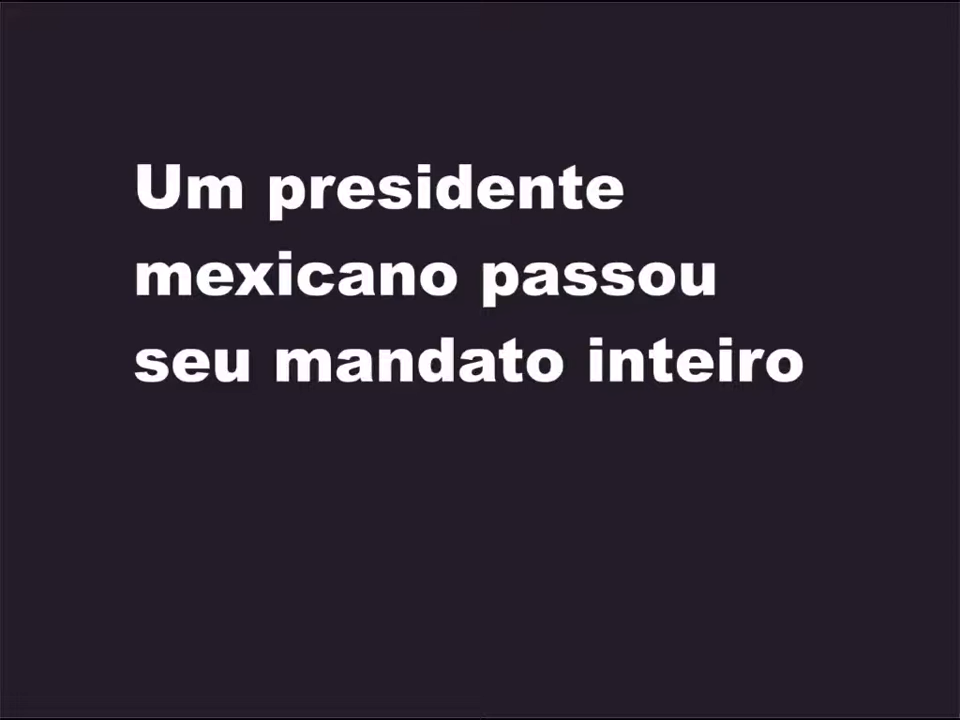 Um presidente
mexicano passou
seu mandato inteiro